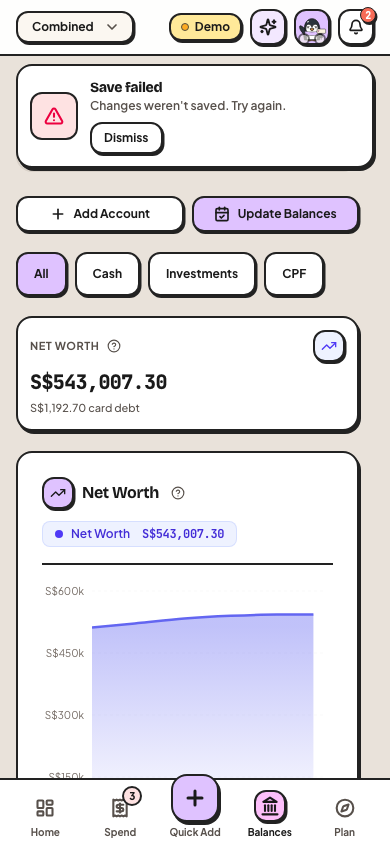 Combined
Demo
2
Save failed
Changes weren't saved. Try again.
Dismiss
Add Account
Update Balances
All
Cash
Investments
CPF
NET WORTH
S$543,007.30
S$1,192.70 card debt
Net Worth
Net Worth S$543,007.30
S$600k
S$450k
S$300k
S$150k
3
Home
Spend
Quick Add
Balances
Plan